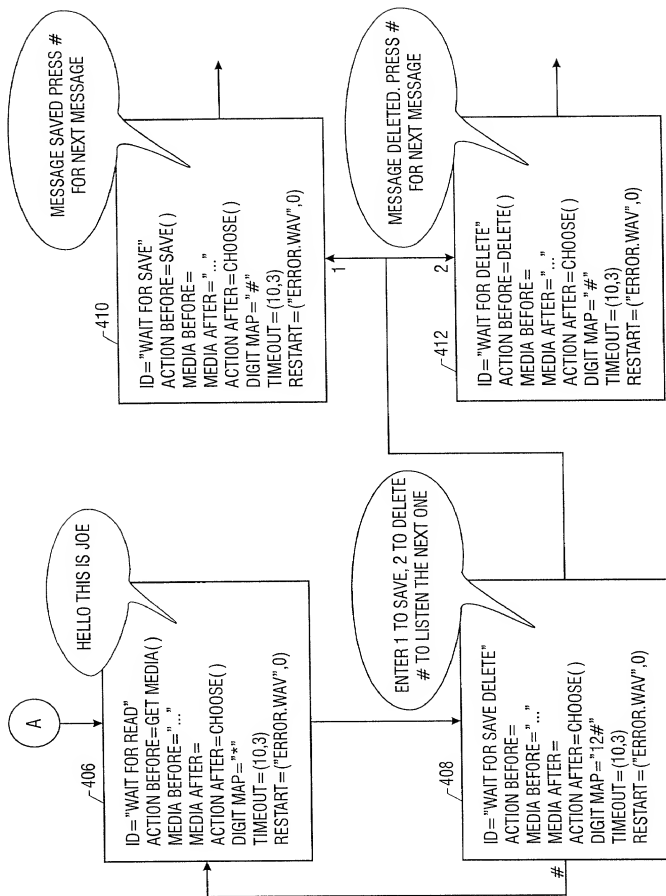 A
406
ID="WAIT FOR READ"
ACTION BEFORE=GET MEDIA()
MEDIA BEFORE="..."
MEDIA AFTER=
ACTION AFTER=CHOOSE()
DIGIT MAP="*"
TIMEOUT=(10,3)
RESTART=("ERROR.WAV",0)
HELLO THIS IS JOE
408
ID="WAIT FOR SAVE DELETE"
ACTION BEFORE=
MEDIA BEFORE="..."
MEDIA AFTER=
ACTION AFTER=CHOOSE()
DIGIT MAP="12#"
TIMEOUT=(10,3)
RESTART=("ERROR.WAV",0)
ENTER 1 TO SAVE, 2 TO DELETE
# TO LISTEN THE NEXT ONE
#
410
ID="WAIT FOR SAVE"
ACTION BEFORE=SAVE()
MEDIA BEFORE=
MEDIA AFTER="..."
ACTION AFTER=CHOOSE()
DIGIT MAP="#"
TIMEOUT=(10,3)
RESTART=("ERROR.WAV",0)
MESSAGE SAVED PRESS #
FOR NEXT MESSAGE
1
2
412
ID="WAIT FOR DELETE"
ACTION BEFORE=DELETE()
MEDIA BEFORE=
MEDIA AFTER="..."
ACTION AFTER=CHOOSE()
DIGIT MAP="#"
TIMEOUT=(10,3)
RESTART=("ERROR.WAV",0)
MESSAGE DELETED. PRESS #
FOR NEXT MESSAGE